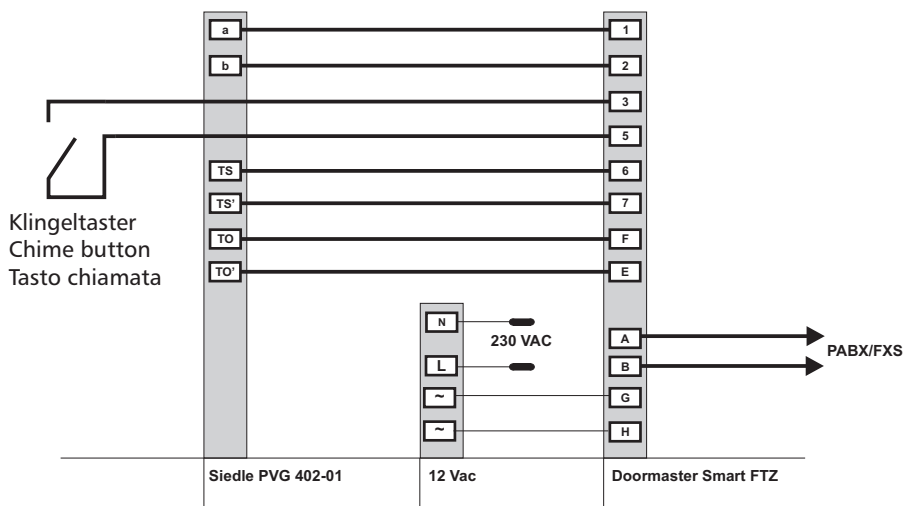 a 1
b 2
3
5
TS 6
TS' 7
Klingeltaster
Chime button
Tasto chiamata
TO F
TO' E
N
230 VAC
A
PABX/FXS
L B
~ G
~ H
Siedle PVG 402-01 12 Vac Doormaster Smart FTZ